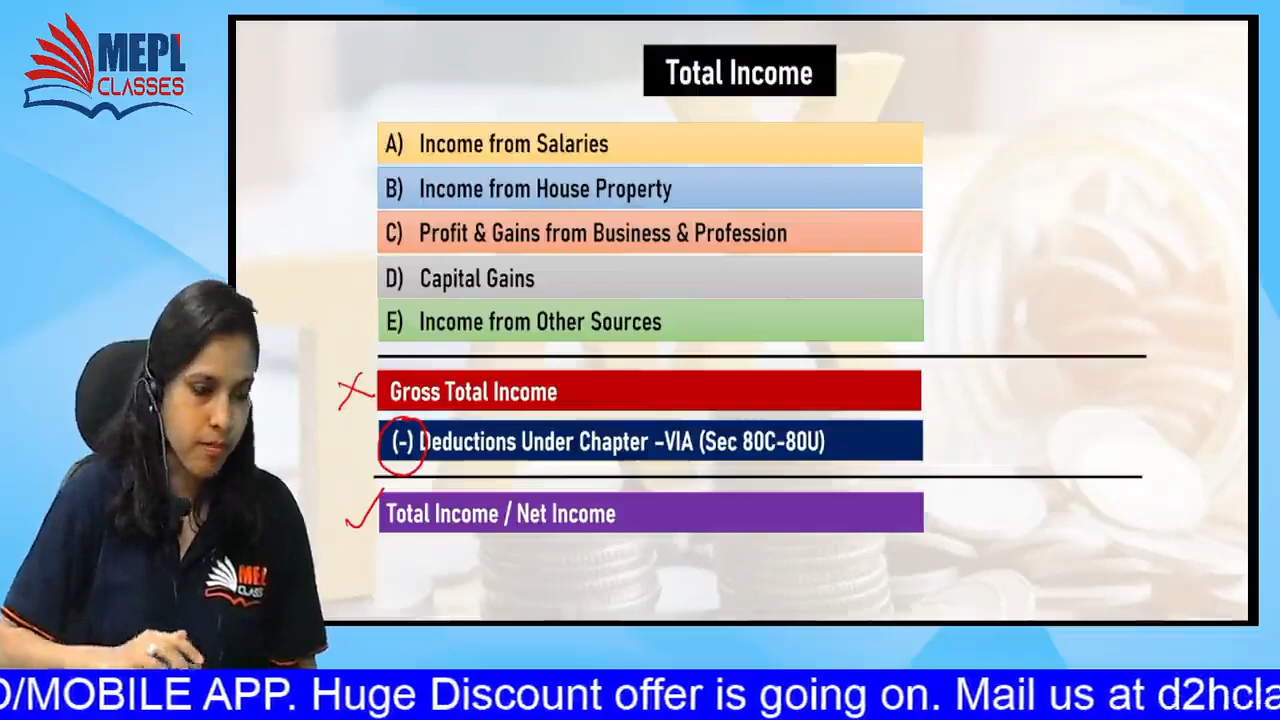 MEPL
CLASSES
Total Income
A) Income from Salaries
B) Income from House Property
C) Profit & Gains from Business & Profession
D) Capital Gains
E) Income from Other Sources
Gross Total Income
(-) Deductions Under Chapter -VIA (Sec 80C-80U)
Total Income / Net Income
MEPL
CLASSES
D/MOBILE APP. Huge Discount offer is going on. Mail us at d2hcla